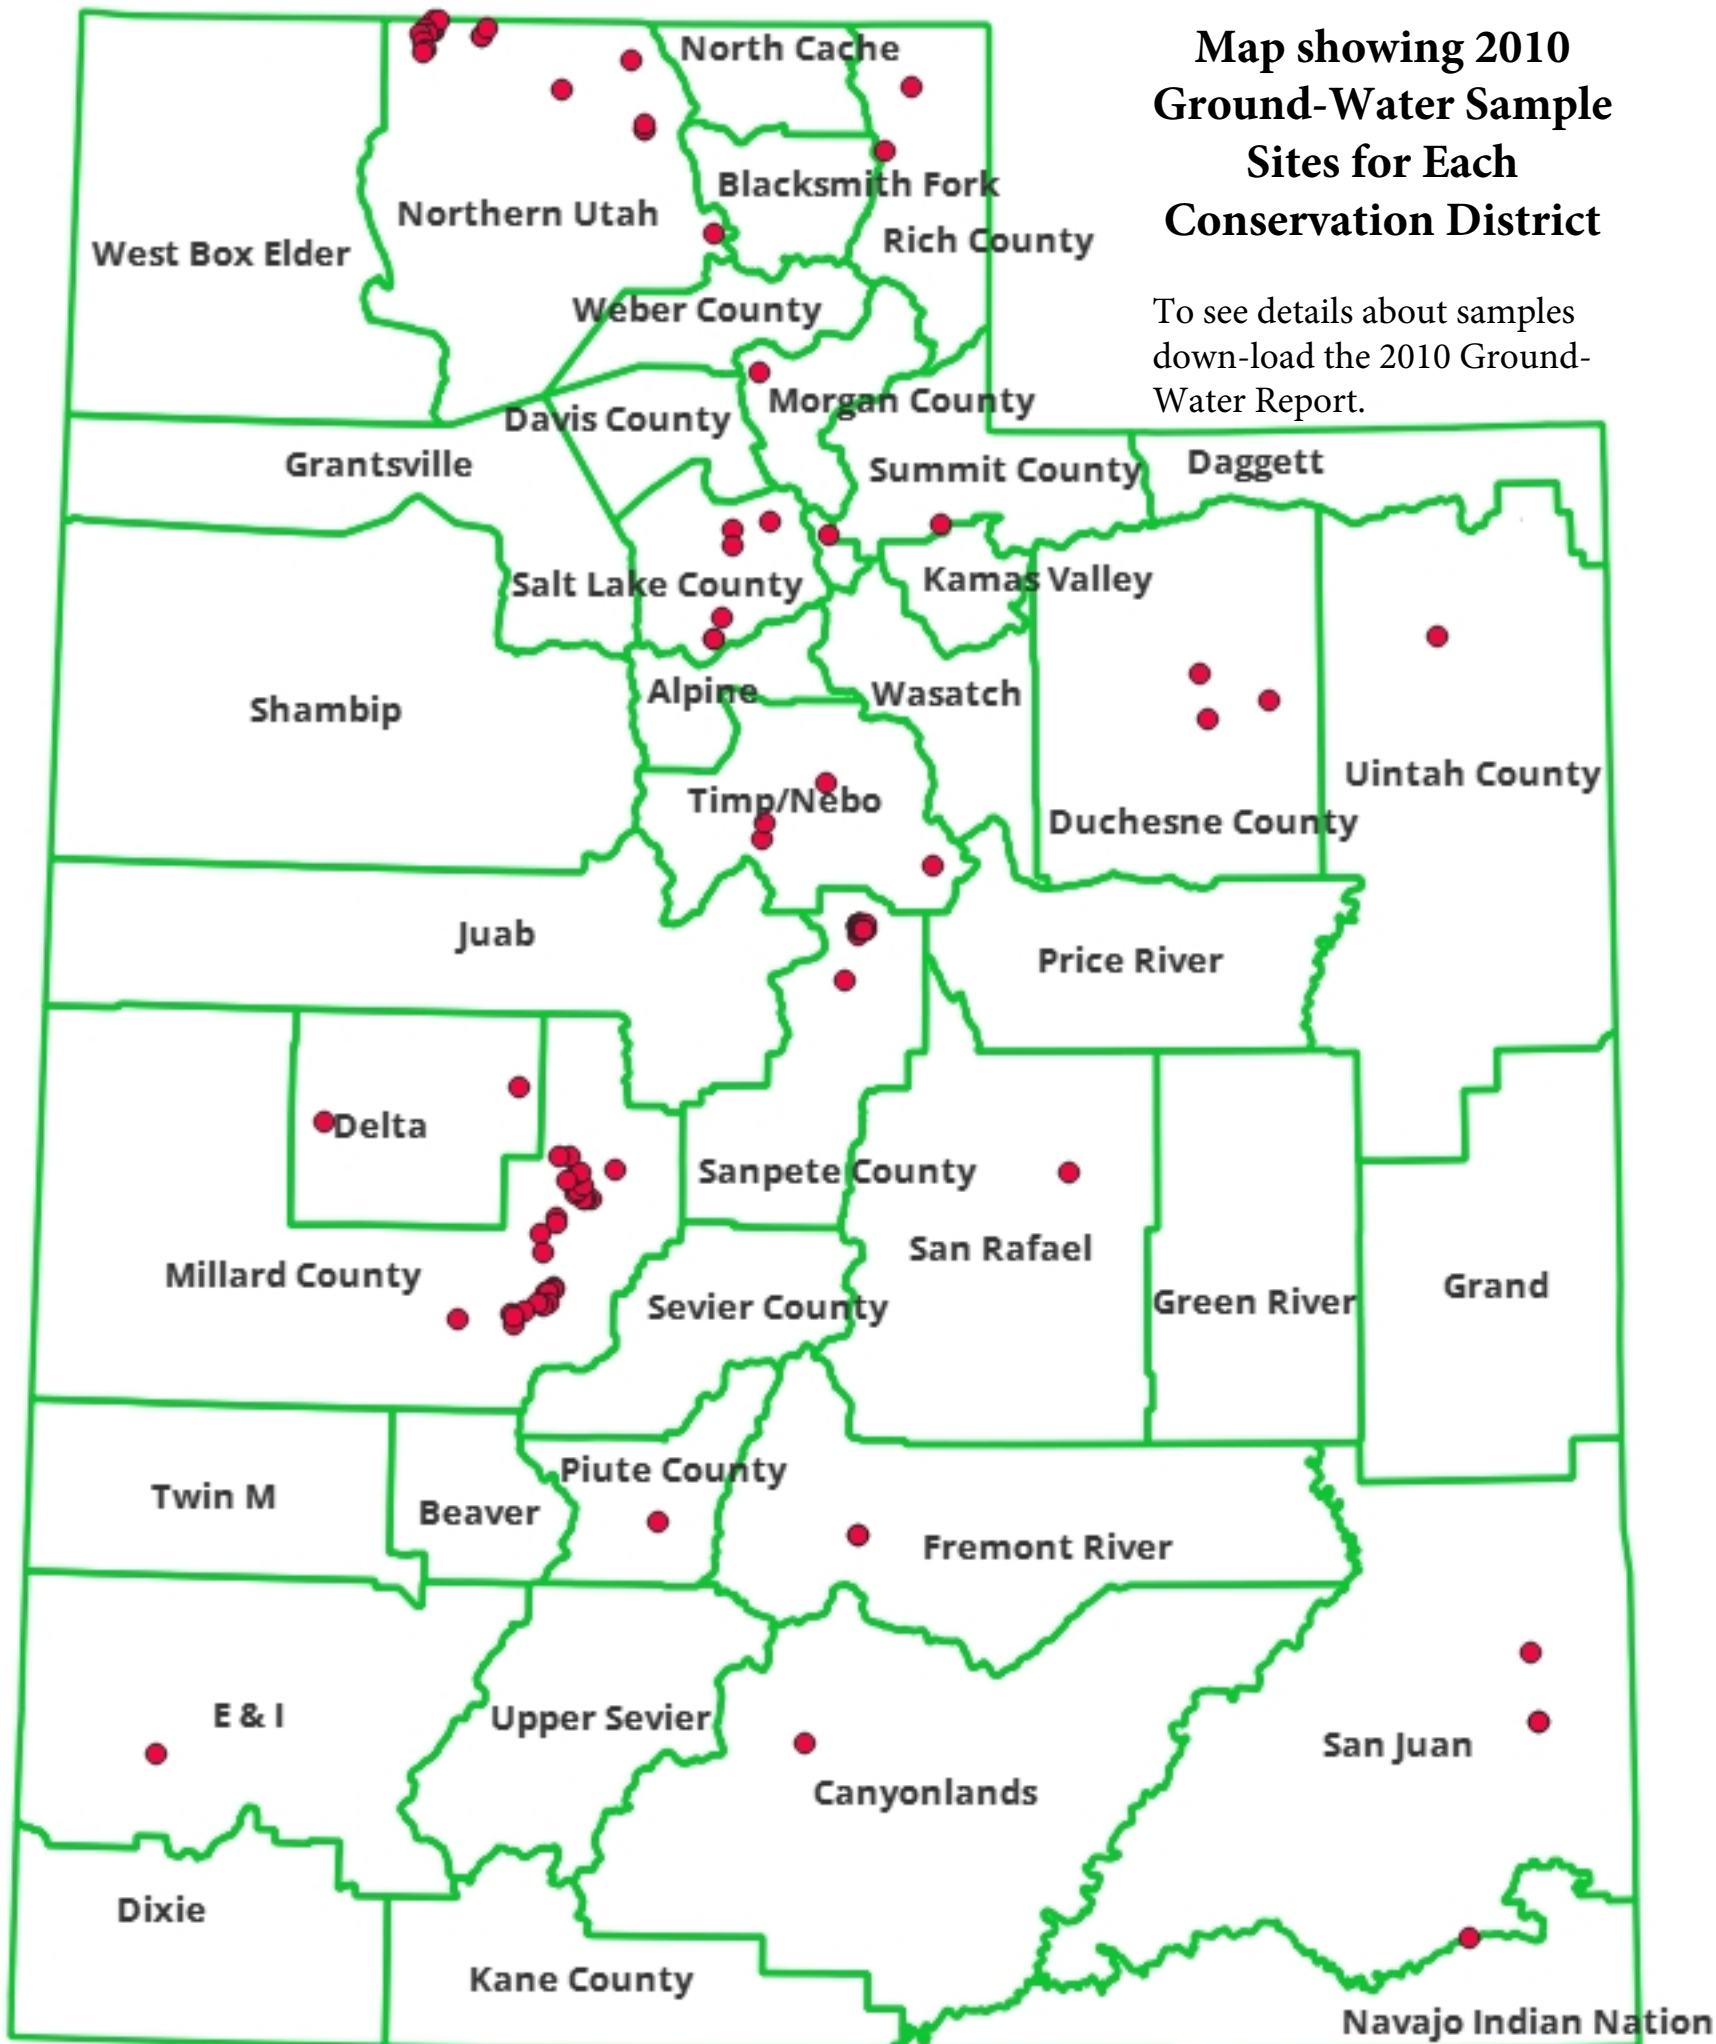 Map showing 2010
Ground-Water Sample
Sites for Each
Conservation District
To see details about samples
down-load the 2010 Ground-
Water Report.
North Cache
Blacksmith Fork
Northern Utah
Rich County
West Box Elder
Weber County
Morgan County
Davis County
Grantsville
Summit County
Daggett
Salt Lake County
Kamas Valley
Alpine
Wasatch
Shambip
Uintah County
Timp/Nebo
Duchesne County
Juab
Price River
Delta
Sanpete County
San Rafael
Millard County
Grand
Green River
Sevier County
Piute County
Twin M
Beaver
Fremont River
E & I
Upper Sevier
San Juan
Canyonlands
Dixie
Kane County
Navajo Indian Nation